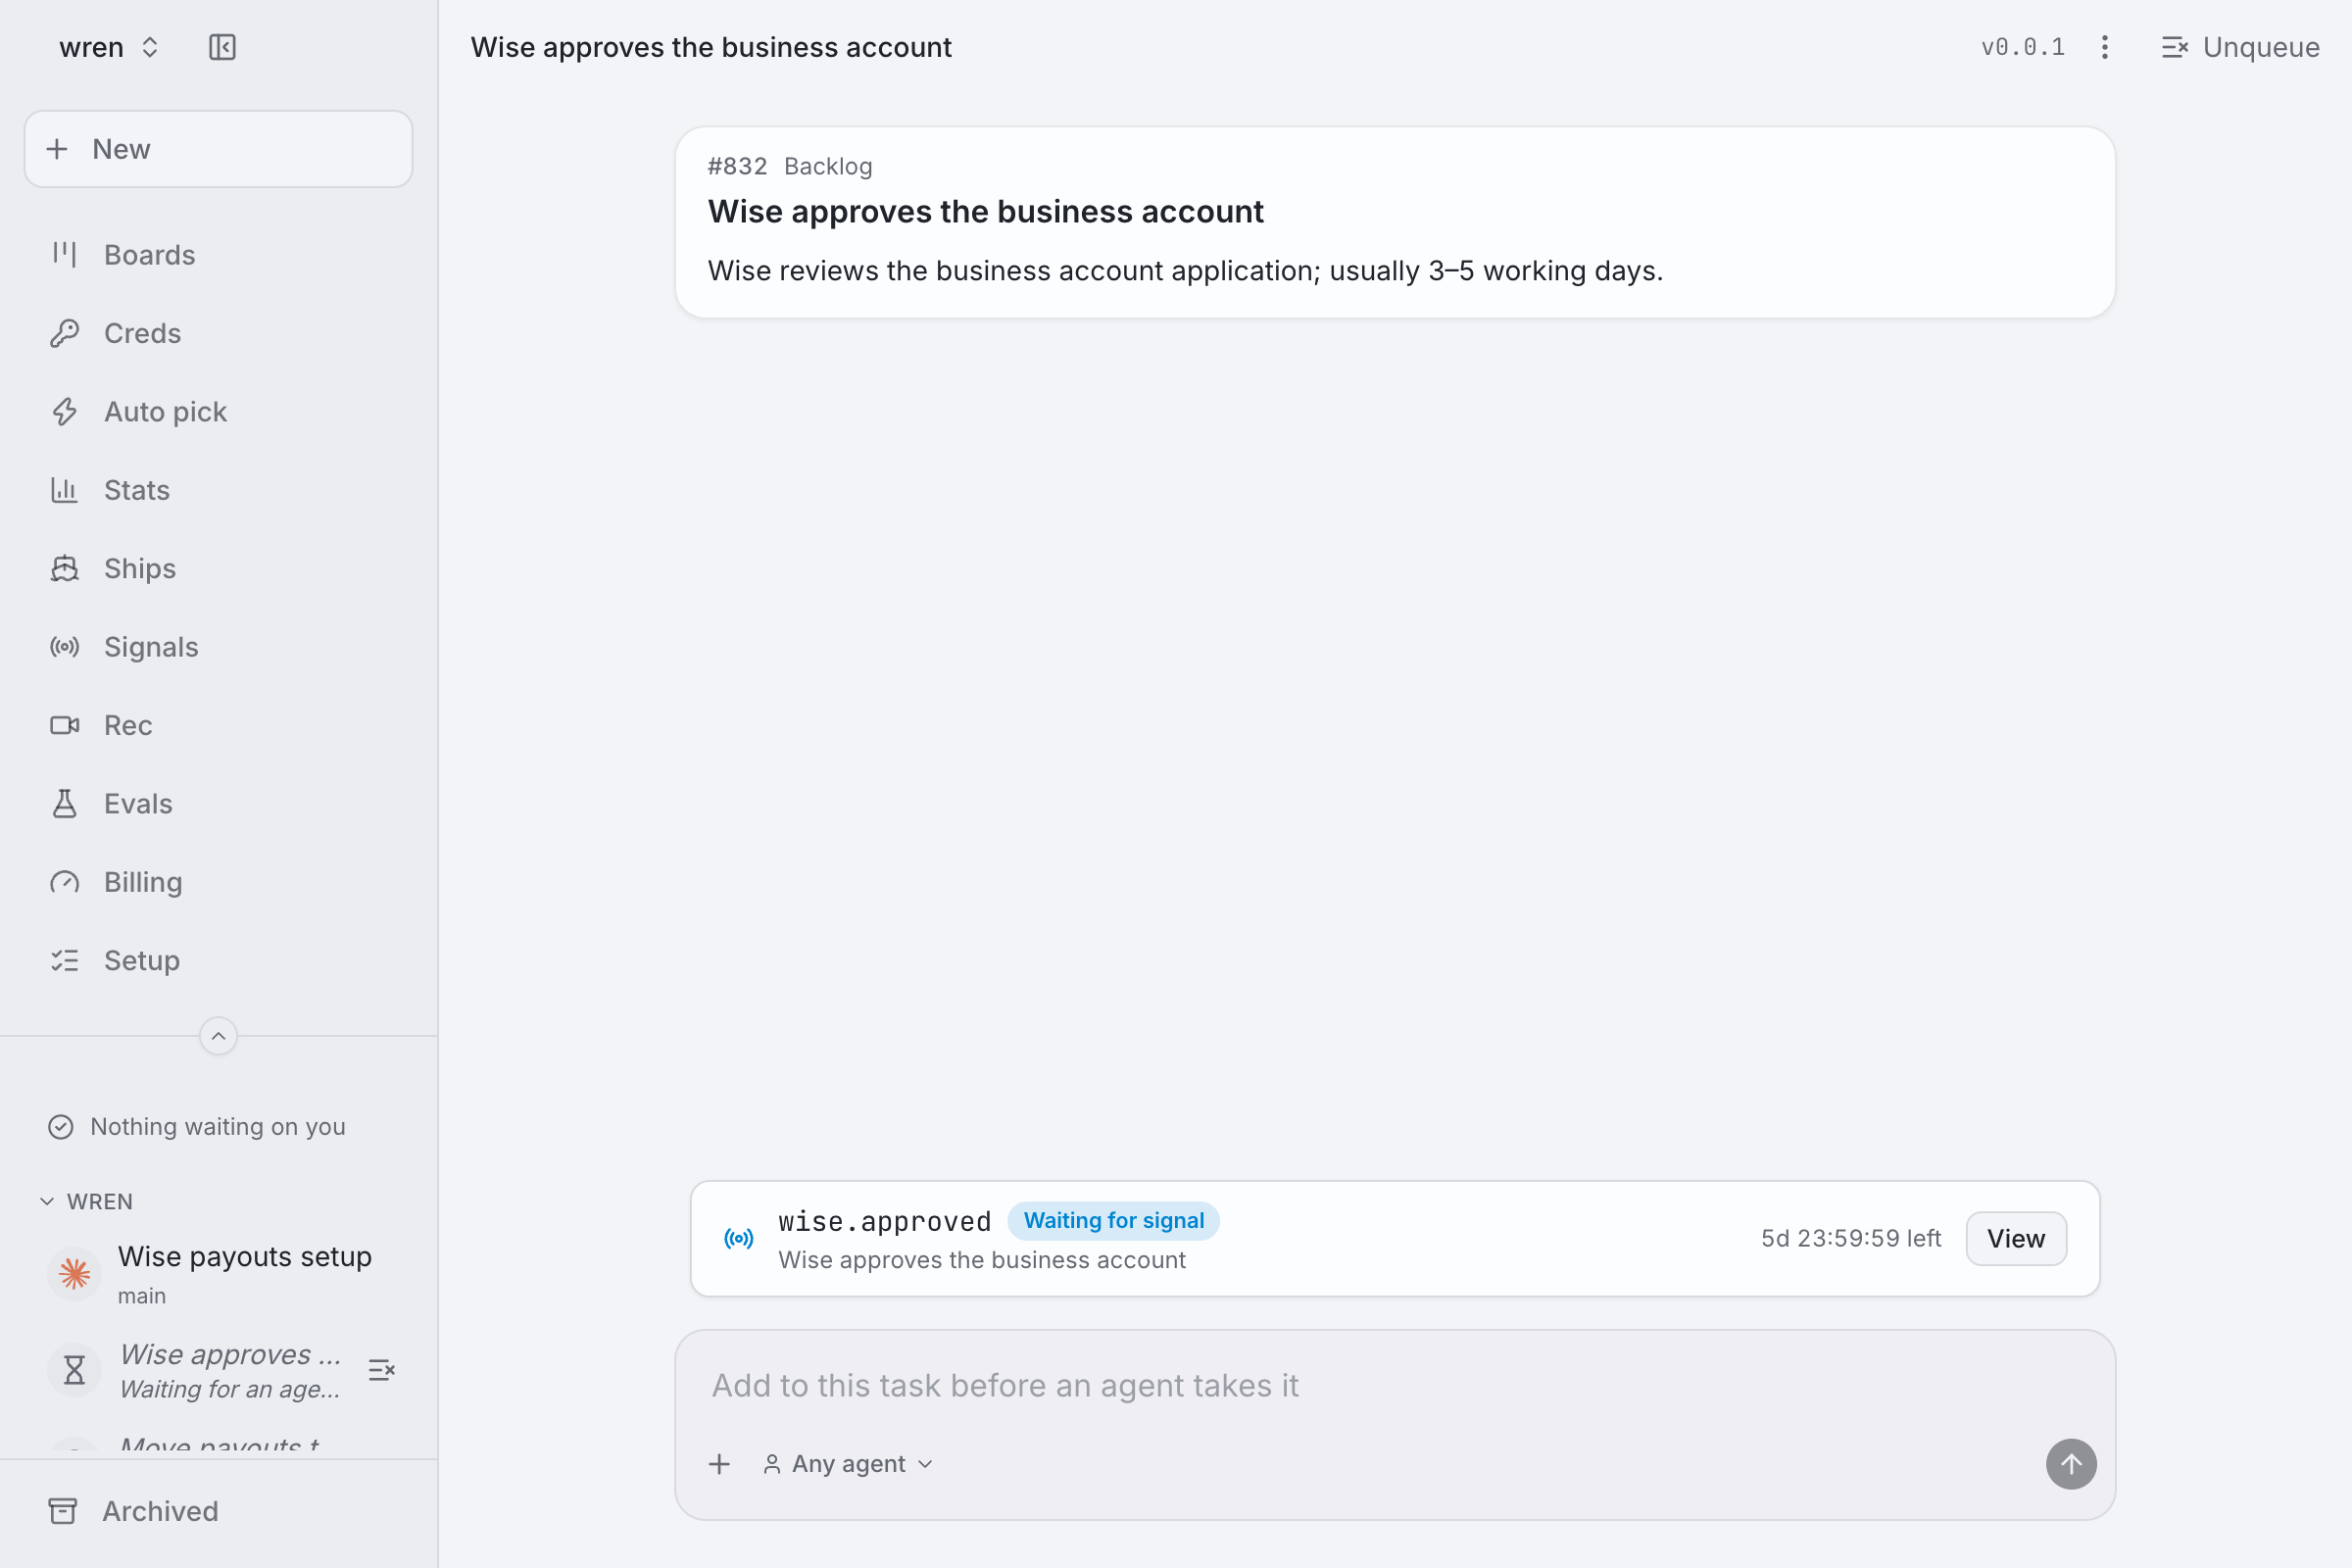 wren
New
Boards
Creds
Auto pick
Stats
Ships
Signals
Rec
Evals
Billing
Setup
Nothing waiting on you
WREN
Wise payouts setup
main
Wise approves ...
Waiting for an age...
Move payouts t
Archived
Wise approves the business account
v0.0.1
Unqueue
#832 Backlog
Wise approves the business account
Wise reviews the business account application; usually 3–5 working days.
wise.approved Waiting for signal
Wise approves the business account
5d 23:59:59 left
View
Add to this task before an agent takes it
Any agent